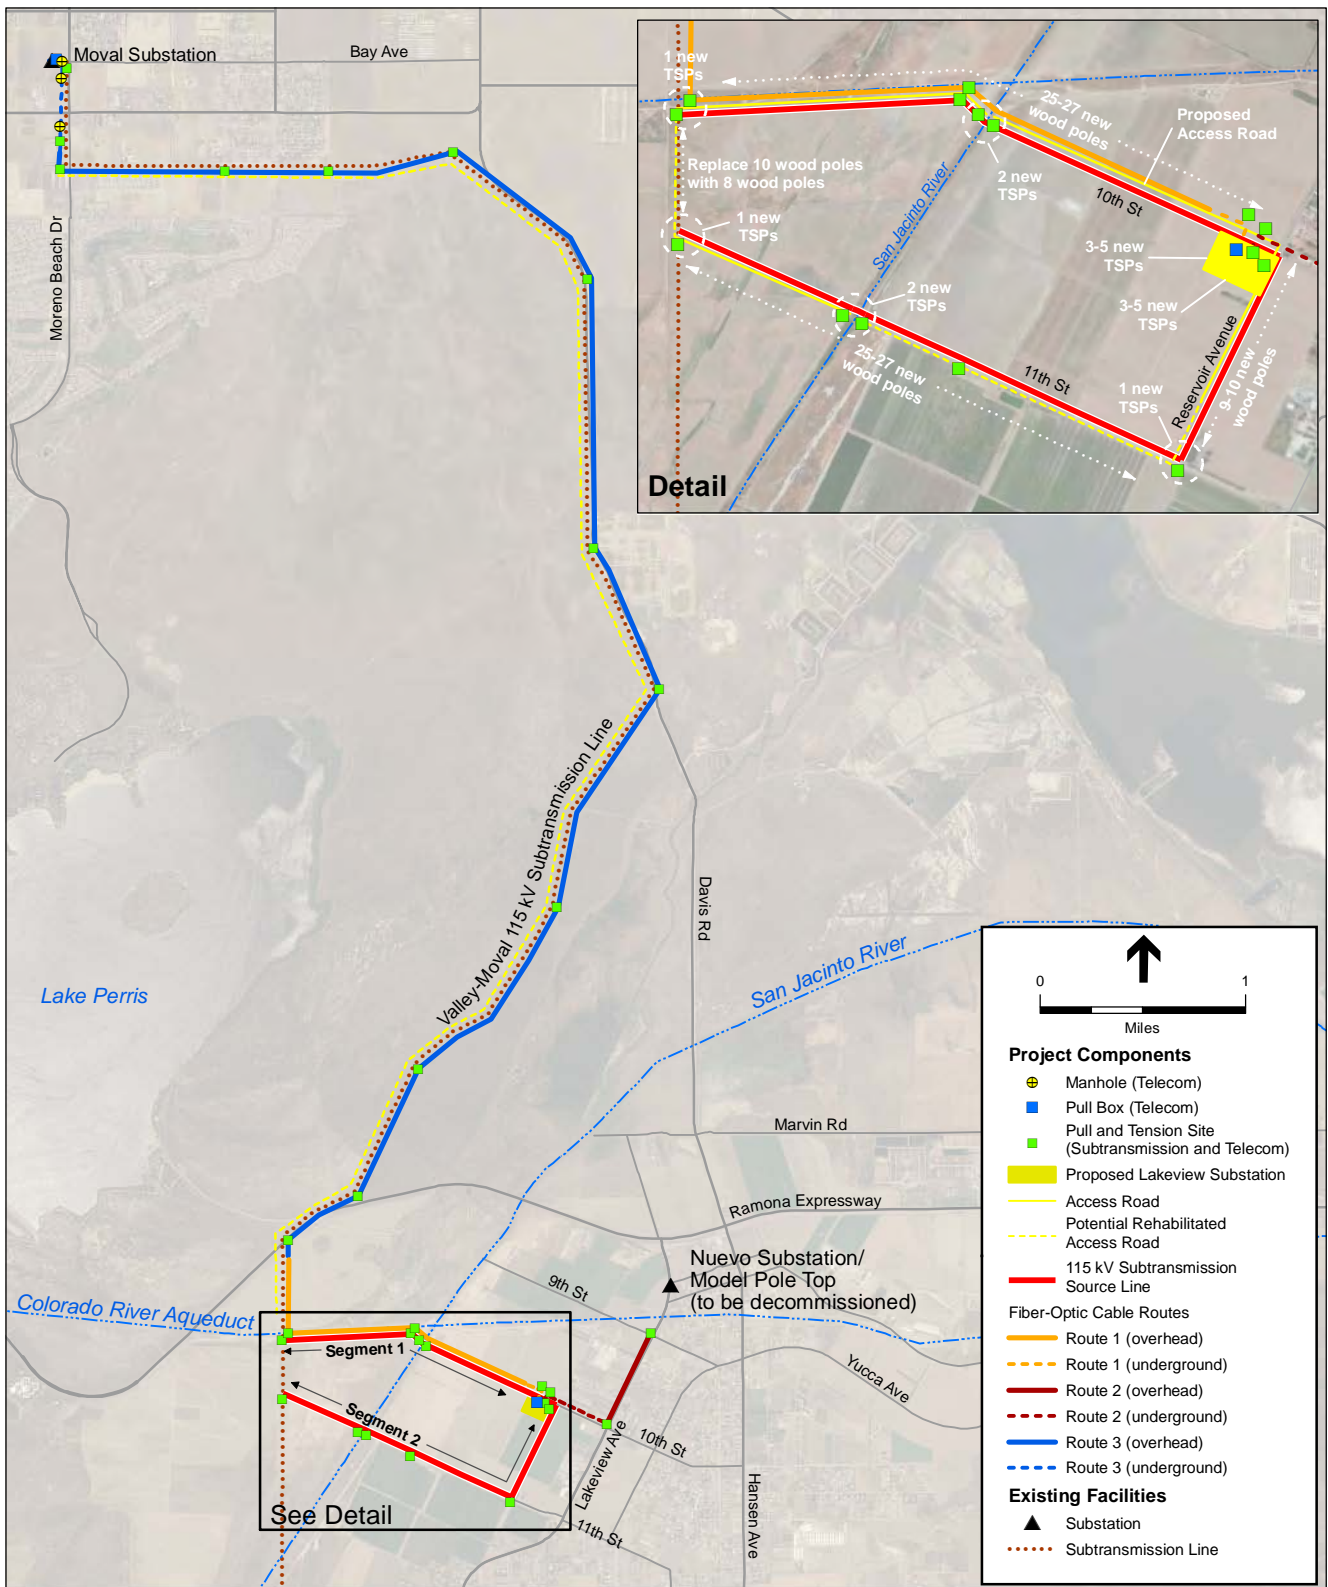 Moval Substation
Bay Ave
Moreno Beach Dr
1 new
TSPs
25-27 new
wood poles
Proposed
Access Road
Replace 10 wood poles
with 8 wood poles
San Jacinto River
2 new
TSPs
10th St
1 new
TSPs
3-5 new
TSPs
3-5 new
TSPs
2 new
TSPs
25-27 new
wood poles
11th St
Reservoir Avenue
9-10 new
wood poles
1 new
TSPs
Detail
Valley-Moval 115 kV Subtransmission Line
Davis Rd
San Jacinto River
Lake Perris
Marvin Rd
Ramona Expressway
Nuevo Substation/
Model Pole Top
(to be decommissioned)
9th St
Colorado River Aqueduct
Segment 1
Segment 2
Yucca Ave
10th St
Lakeview Ave
Hansen Ave
11th St
See Detail
0
1
Miles
Project Components
Manhole (Telecom)
Pull Box (Telecom)
Pull and Tension Site
(Subtransmission and Telecom)
Proposed Lakeview Substation
Access Road
Potential Rehabilitated
Access Road
115 kV Subtransmission
Source Line
Fiber-Optic Cable Routes
Route 1 (overhead)
Route 1 (underground)
Route 2 (overhead)
Route 2 (underground)
Route 3 (overhead)
Route 3 (underground)
Existing Facilities
Substation
Subtransmission Line